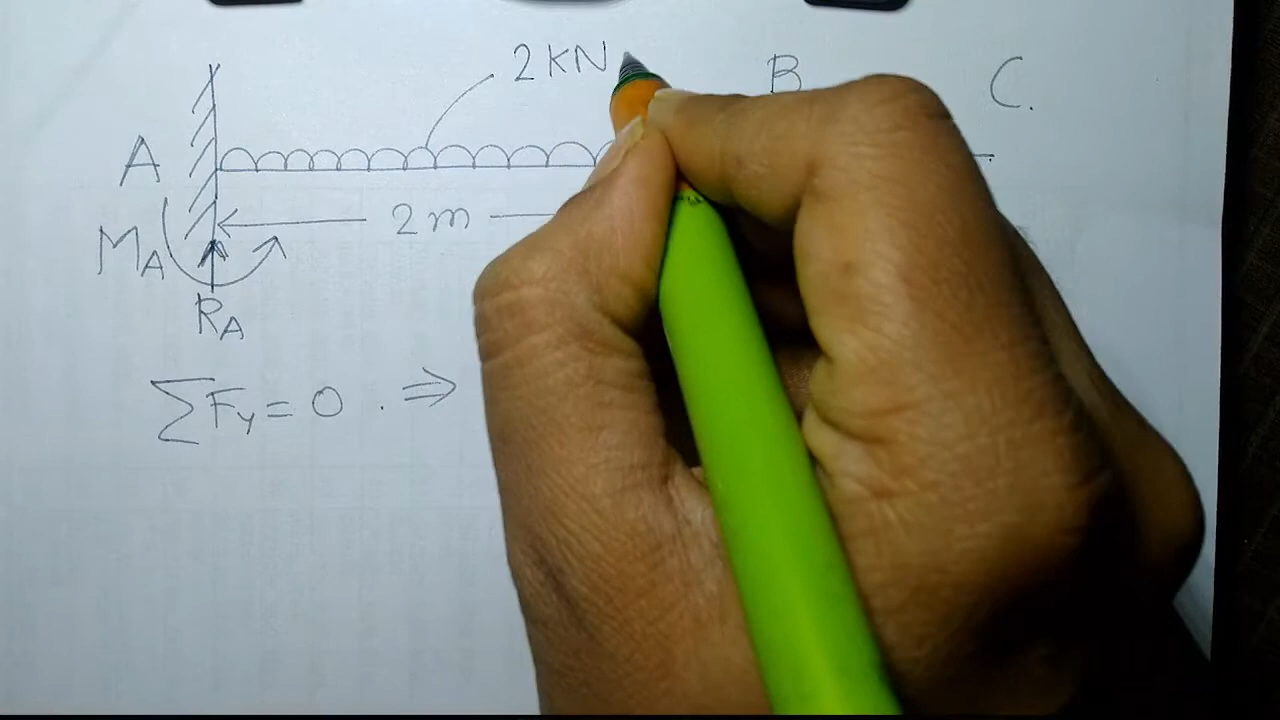 2 KN
B
C.
A
2 m
MA
RA
∑Fy = 0 . ⇒